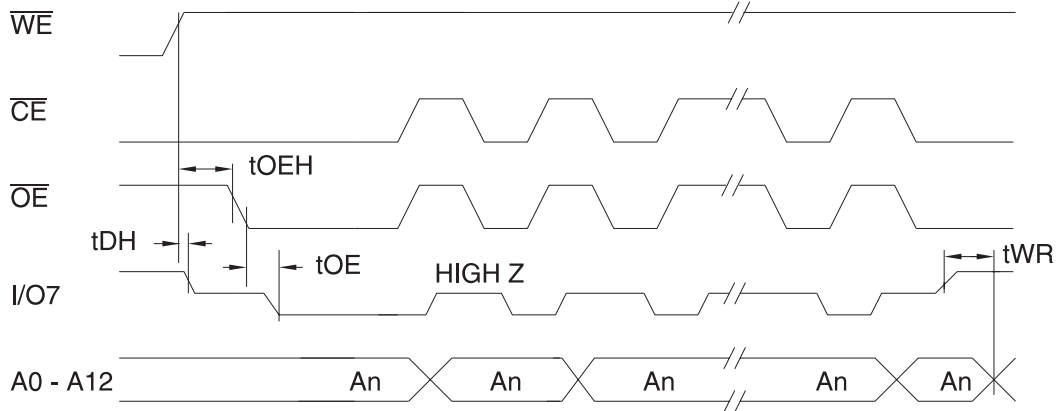 WE
CE
tOEH
OE
tDH
tOE
tWR
HIGH Z
I/O7
A0 - A12 An An An An An